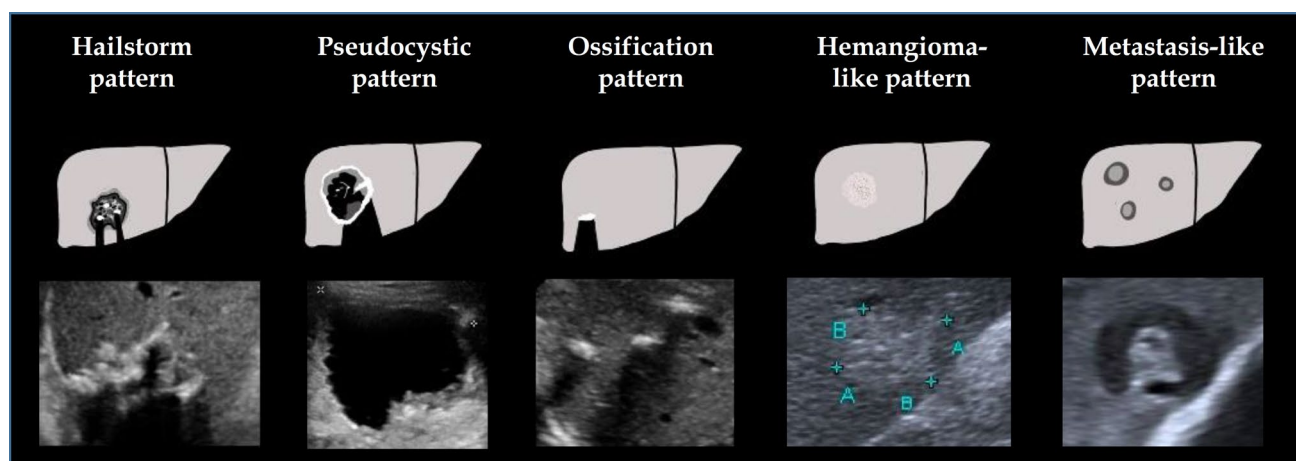 Hailstorm
pattern
Pseudocystic
pattern
Ossification
pattern
Hemangioma-
like pattern
Metastasis-like
pattern
B
A
A
B